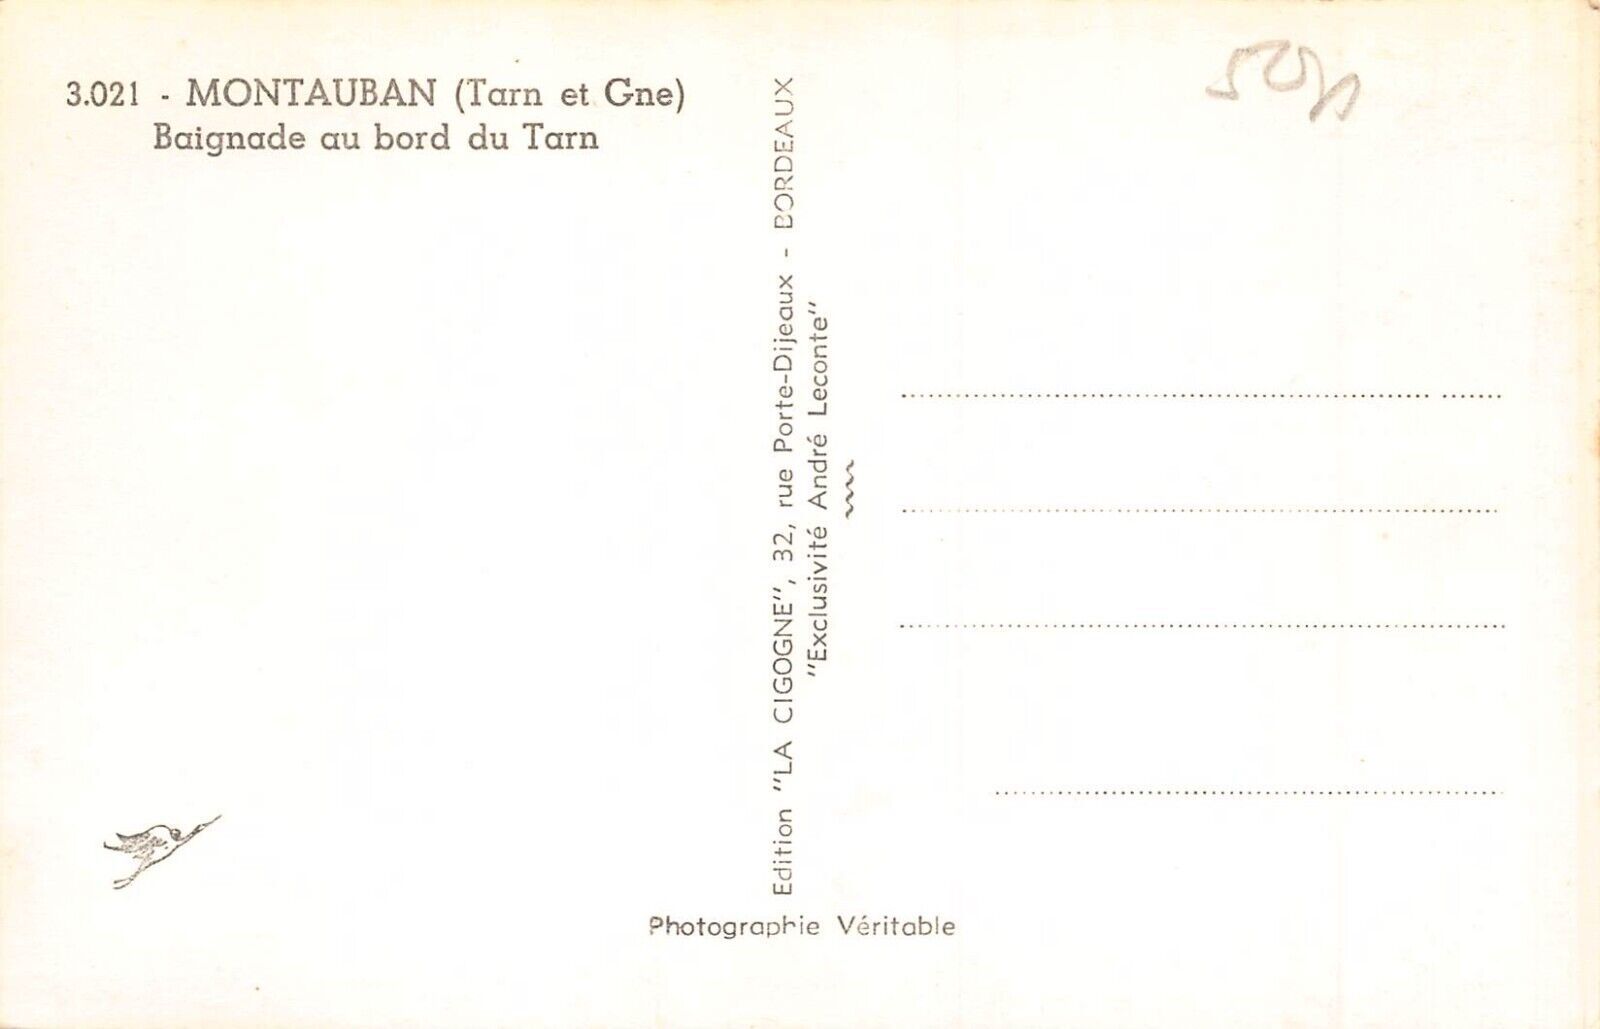 3.021 - MONTAUBAN (Tarn et Gne)
Baignade au bord du Tarn
Edition "LA CIGOGNE", 32, rue Porte-Dijeaux - BORDEAUX
"Exclusivité André Leconte"
Photographie Véritable